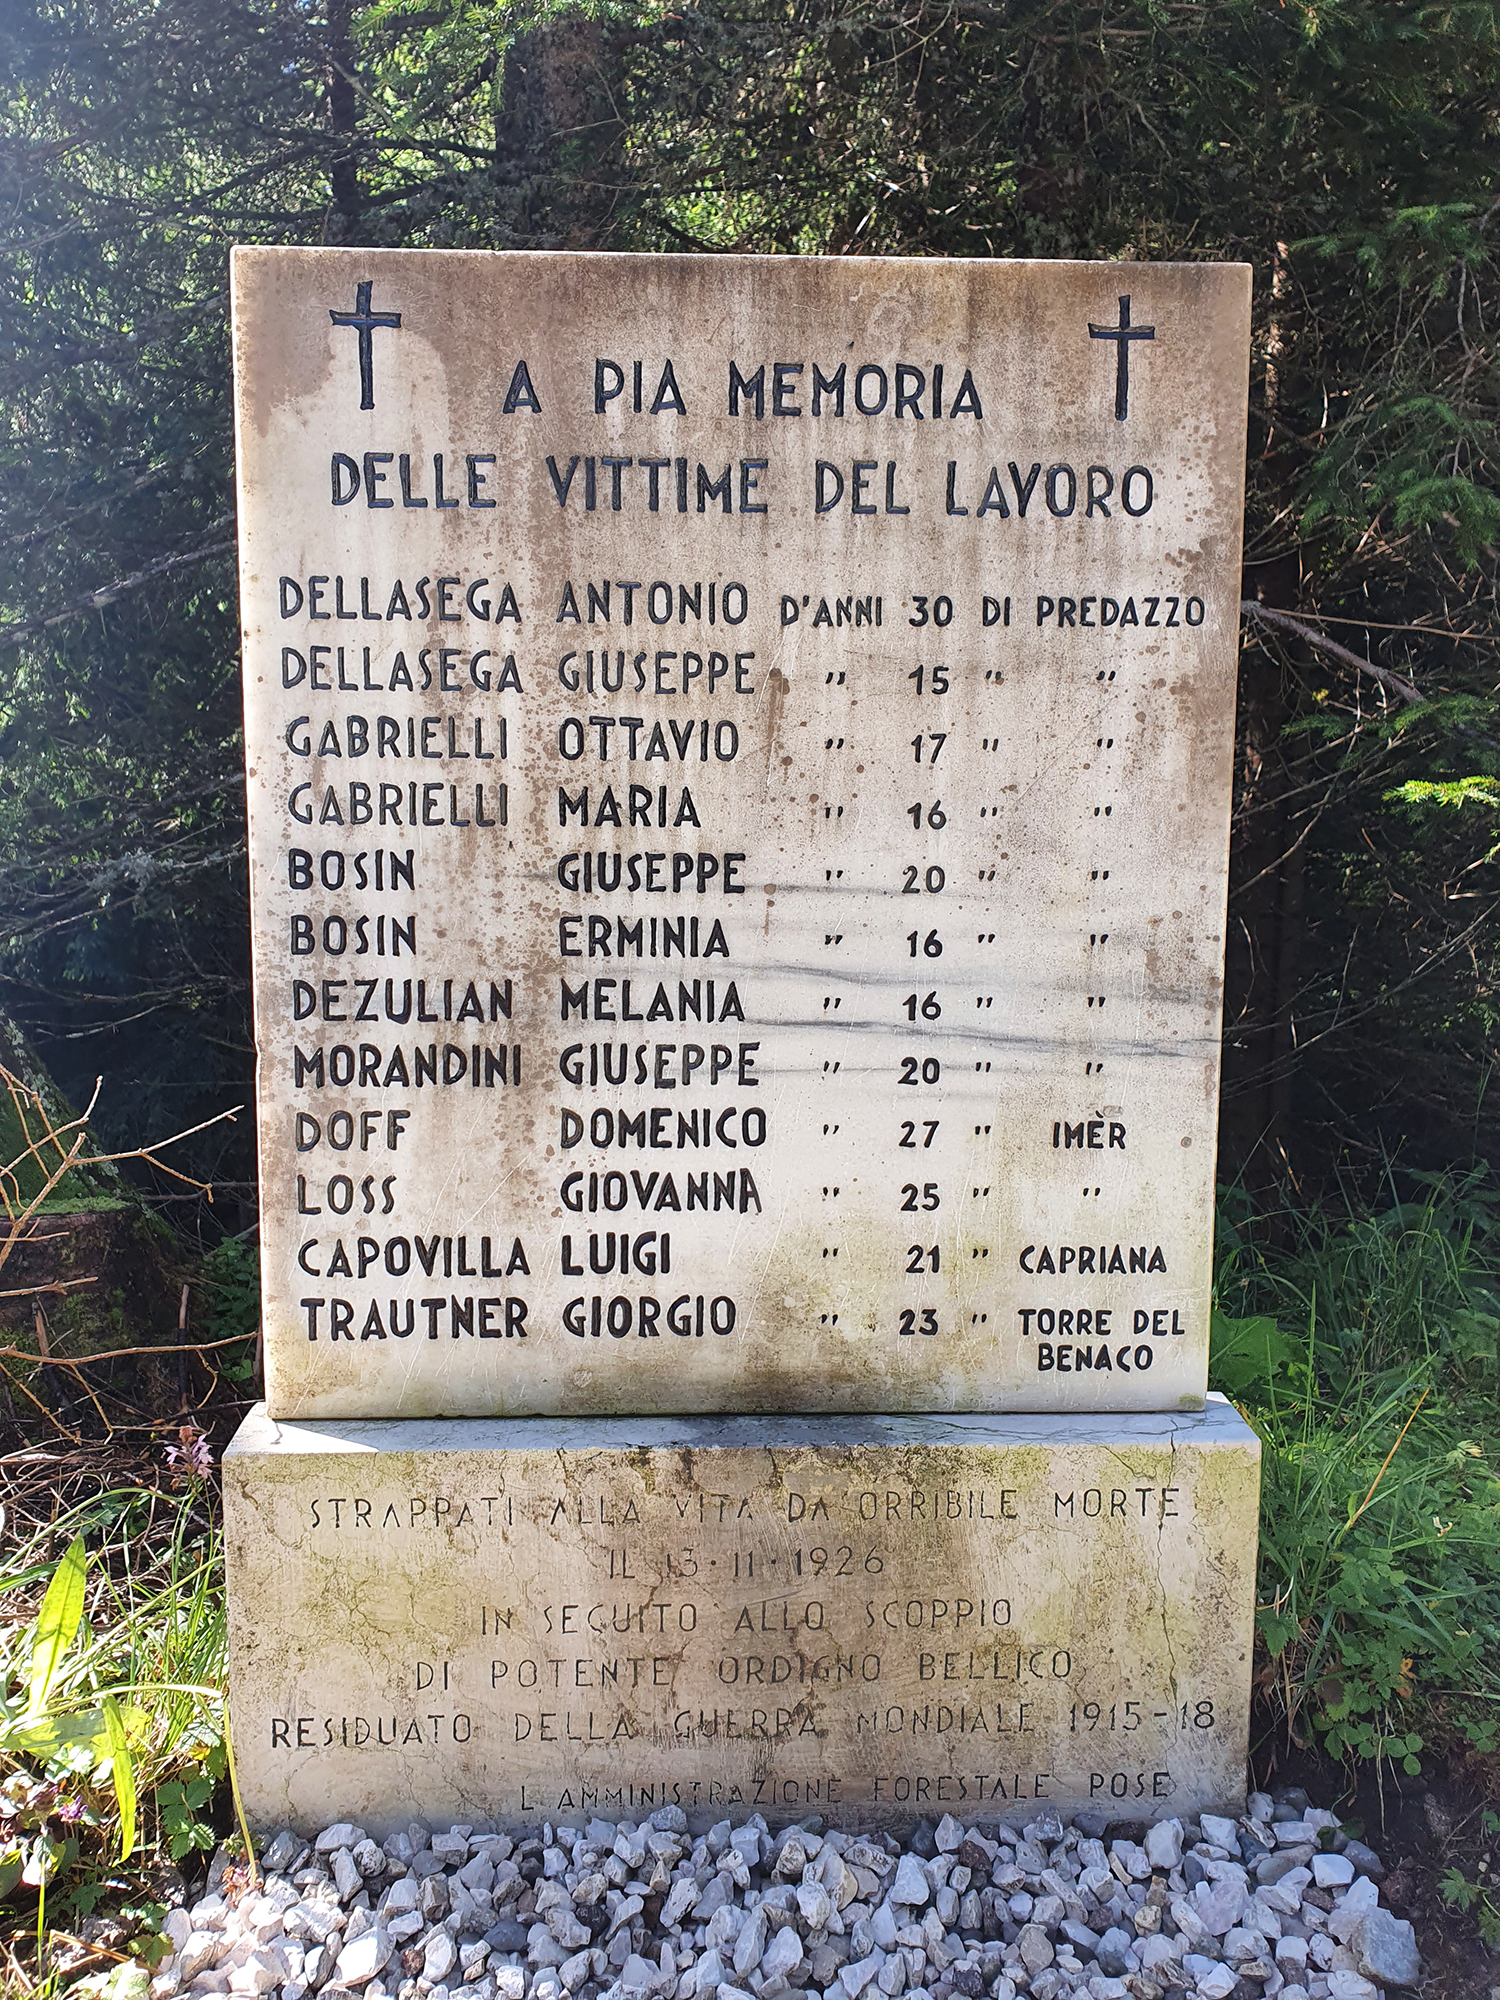 A PIA MEMORIA
DELLE VITTIME DEL LAVORO
DELLASEGA ANTONIO D'ANNI 30 DI PREDAZZO
DELLASEGA GIUSEPPE " 15 " "
GABRIELLI OTTAVIO " 17 " "
GABRIELLI MARIA " 16 " "
BOSIN GIUSEPPE " 20 " "
BOSIN ERMINIA " 16 " "
DEZULIAN MELANIA " 16 " "
MORANDINI GIUSEPPE " 20 " "
DOFF DOMENICO " 27 " IMÈR
LOSS GIOVANNA " 25 " "
CAPOVILLA LUIGI " 21 " CAPRIANA
TRAUTNER GIORGIO " 23 " TORRE DEL
BENACO
STRAPPATI ALLA VITA DA ORRIBILE MORTE
IL 13·11·1926
IN SEGUITO ALLO SCOPPIO
DI POTENTE ORDIGNO BELLICO
RESIDUATO DELLA GUERRA MONDIALE 1915-18
L AMMINISTRAZIONE FORESTALE POSE